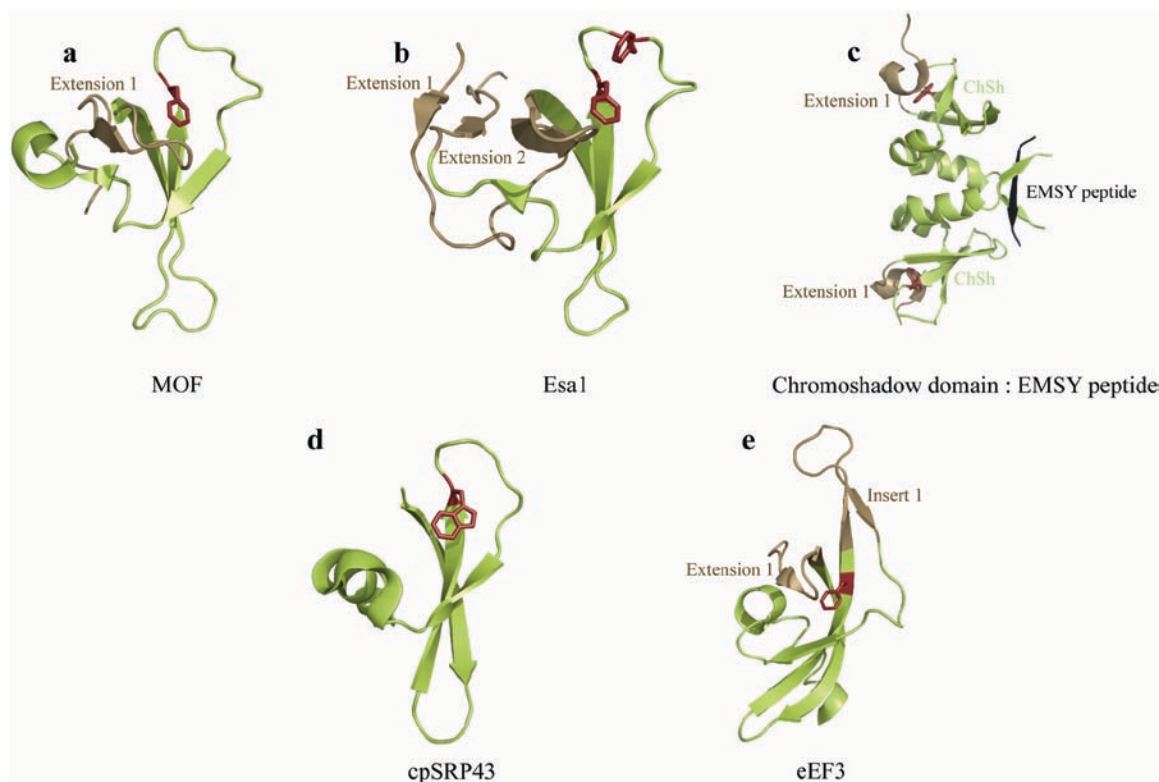 a
Extension 1
MOF
b
Extension 1
Extension 2
Esa1
c
ChSh
Extension 1
EMSY peptide
ChSh
Extension 1
Chromoshadow domain : EMSY peptide
d
cpSRP43
e
Insert 1
Extension 1
eEF3